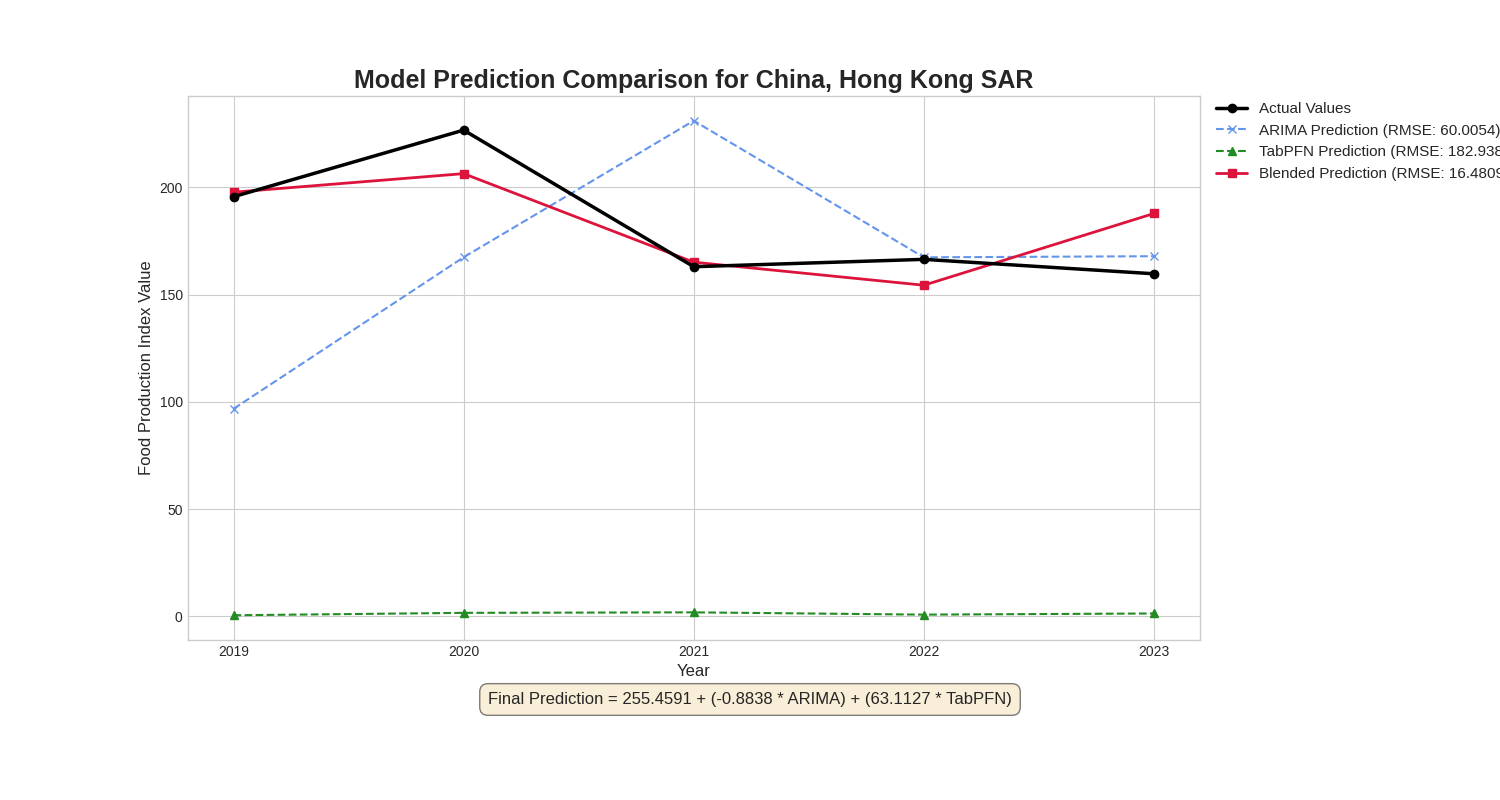 Model Prediction Comparison for China, Hong Kong SAR
Actual Values
ARIMA Prediction (RMSE: 60.0054)
TabPFN Prediction (RMSE: 182.938
Blended Prediction (RMSE: 16.4809
Food Production Index Value
200
150
100
50
0
2019 2020 2021 2022 2023
Year
Final Prediction = 255.4591 + (-0.8838 * ARIMA) + (63.1127 * TabPFN)